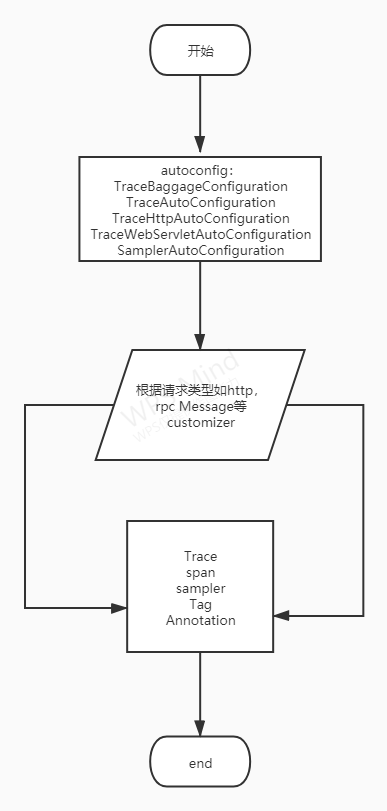 开始
autoconfig:
TraceBaggageConfiguration
TraceAutoConfiguration
TraceHttpAutoConfiguration
TraceWebServletAutoConfiguration
SamplerAutoConfiguration
根据请求类型如http，
rpc Message等
customizer
Trace
span
sampler
Tag
Annotation
end